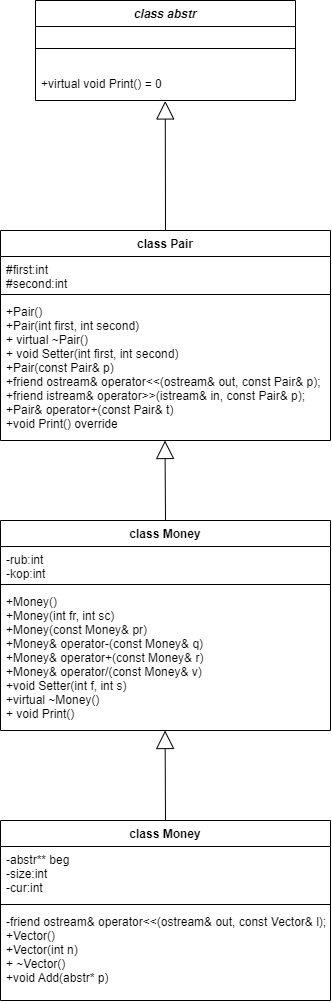 class abstr
+virtual void Print() = 0
class Pair
#first:int
#second:int
+Pair()
+Pair(int first, int second)
+ virtual ~Pair()
+ void Setter(int first, int second)
+Pair(const Pair& p)
+friend ostream& operator<<(ostream& out, const Pair& p);
+friend istream& operator>>(istream& in, const Pair& p);
+Pair& operator+(const Pair& t)
+void Print() override
class Money
-rub:int
-kop:int
+Money()
+Money(int fr, int sc)
+Money(const Money& pr)
+Money& operator-(const Money& q)
+Money& operator+(const Money& r)
+Money& operator/(const Money& v)
+void Setter(int f, int s)
+virtual ~Money()
+ void Print()
class Money
-abstr** beg
-size:int
-cur:int
-friend ostream& operator<<(ostream& out, const Vector& l);
+Vector()
+Vector(int n)
+ ~Vector()
+void Add(abstr* p)